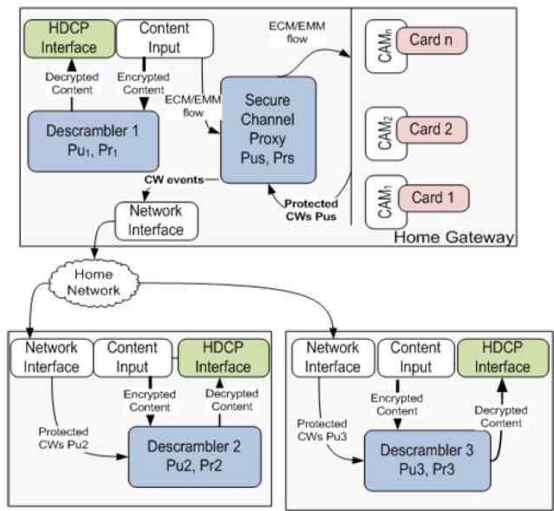 HDCP
Interface
Content
Input
ECM/EMM
flow
CAMn
Card n
Decrypted
Content
Encrypted
Content
ECM/EMM
flow
Secure
Channel
Proxy
Pus, Prs
Descrambler 1
Pu1, Pr1
CAM2
Card 2
CW events
Protected
CWs Pus
CAM1
Card 1
Network
Interface
Home Gateway
Home
Network
Network
Interface
Content
Input
HDCP
Interface
Encrypted
Content
Decrypted
Content
Protected
CWs Pu2
Descrambler 2
Pu2, Pr2
Network
Interface
Content
Input
HDCP
Interface
Encrypted
Content
Decrypted
Content
Protected
CWs Pu3
Descrambler 3
Pu3, Pr3